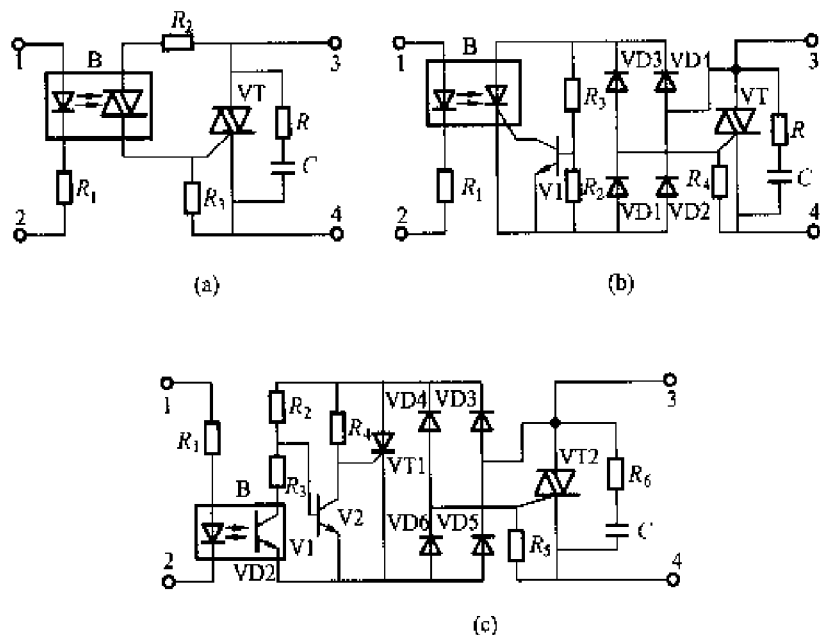 1
B
R2
3
VT
R
C
R1
R3
2
4
(a)
1
B
VD3
VD1
3
R3
VT
R
V1
R2
R4
C
R1
VD1
VD2
2
4
(b)
1
R2
VD4
VD3
3
R1
R4
VT1
VT2
R6
R3
B
V2
VD6
VD5
C
V1
R5
2
VD2
4
(c)